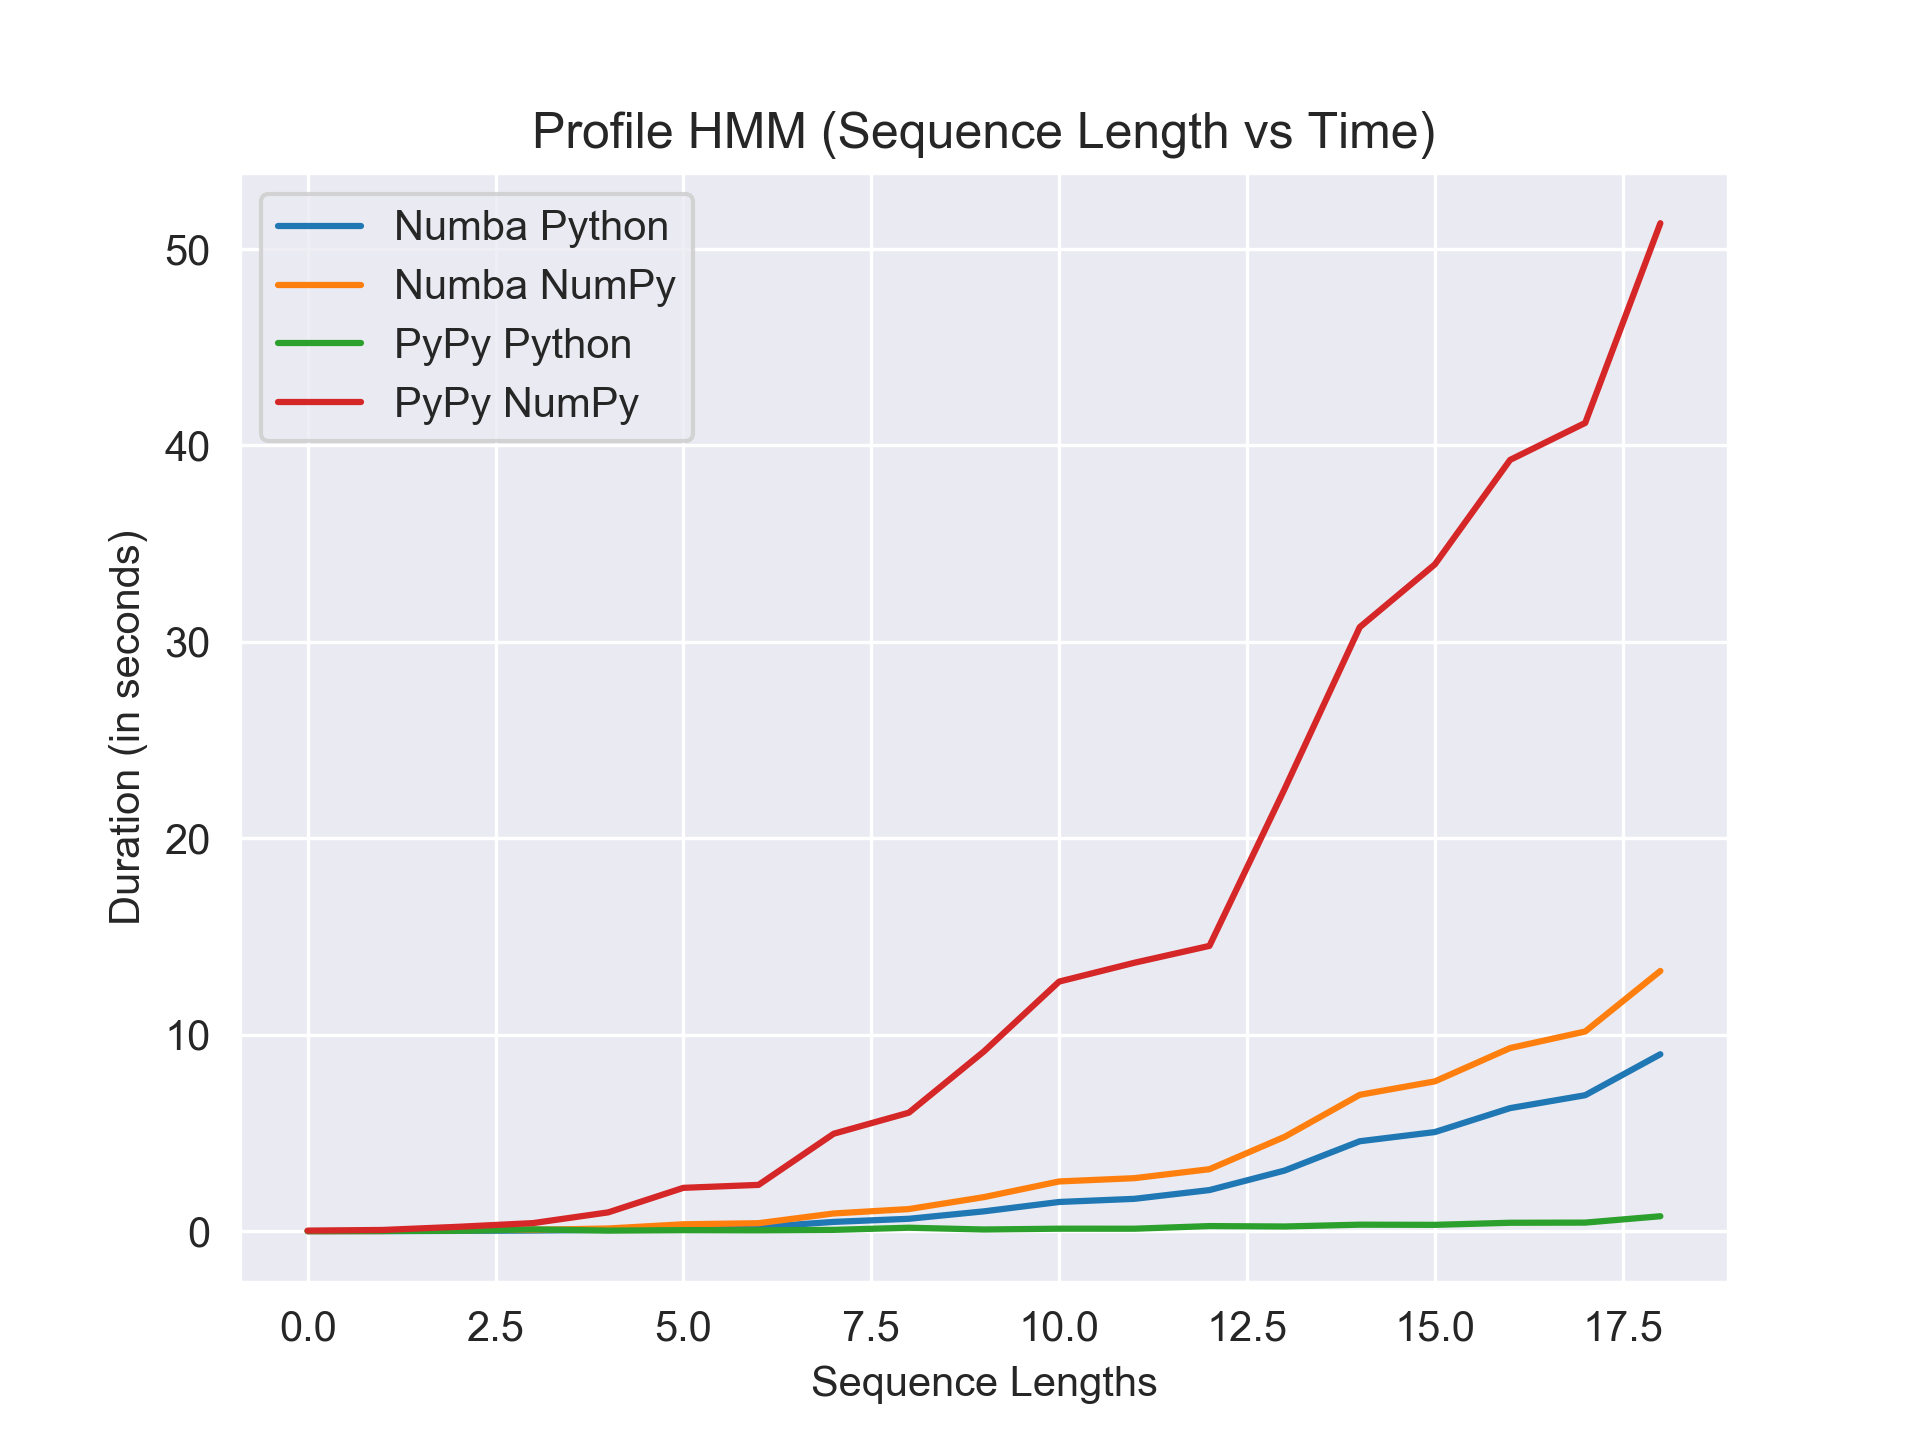 Profile HMM (Sequence Length vs Time)
Numba Python
Numba NumPy
PyPy Python
PyPy NumPy
50
40
30
20
10
0
Duration (in seconds)
0.0 2.5 5.0 7.5 10.0 12.5 15.0 17.5
Sequence Lengths